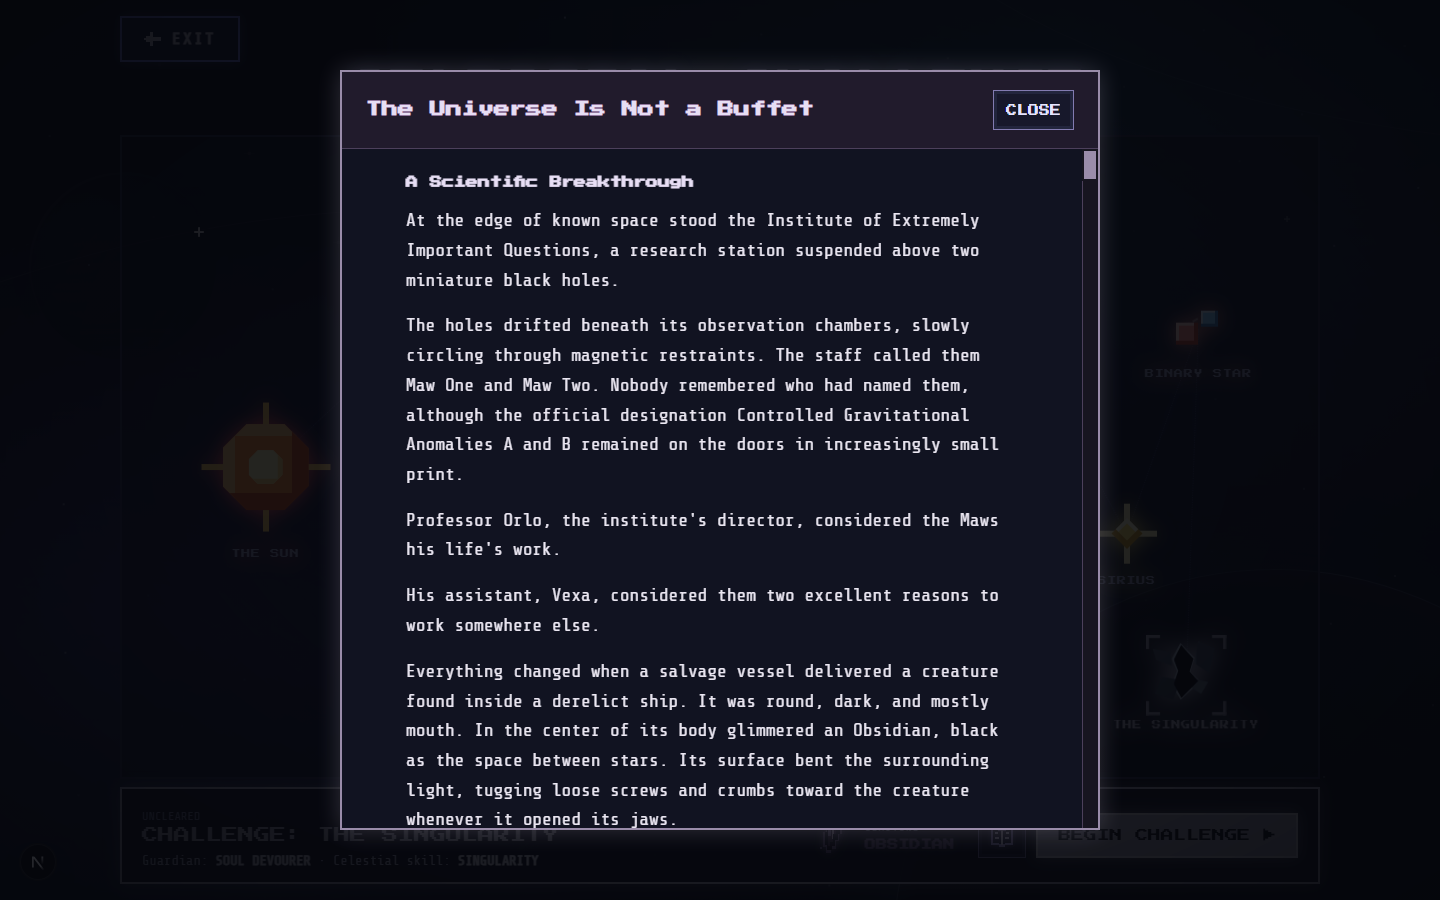 EXIT
The Universe Is Not a Buffet
CLOSE
A Scientific Breakthrough
At the edge of known space stood the Institute of Extremely
Important Questions, a research station suspended above two
miniature black holes.
The holes drifted beneath its observation chambers, slowly
circling through magnetic restraints. The staff called them
Maw One and Maw Two. Nobody remembered who had named them,
although the official designation Controlled Gravitational
Anomalies A and B remained on the doors in increasingly small
print.
Professor Orlo, the institute's director, considered the Maws
his life's work.
His assistant, Vexa, considered them two excellent reasons to
work somewhere else.
Everything changed when a salvage vessel delivered a creature
found inside a derelict ship. It was round, dark, and mostly
mouth. In the center of its body glimmered an Obsidian, black
as the space between stars. Its surface bent the surrounding
light, tugging loose screws and crumbs toward the creature
whenever it opened its jaws.
BINARY STAR
THE SUN
SIRIUS
THE SINGULARITY
UNCLEARED
CHALLENGE: THE SINGULARITY
Guardian: SOUL DEVOURER · Celestial skill: SINGULARITY
OBSIDIAN
BEGIN CHALLENGE
N